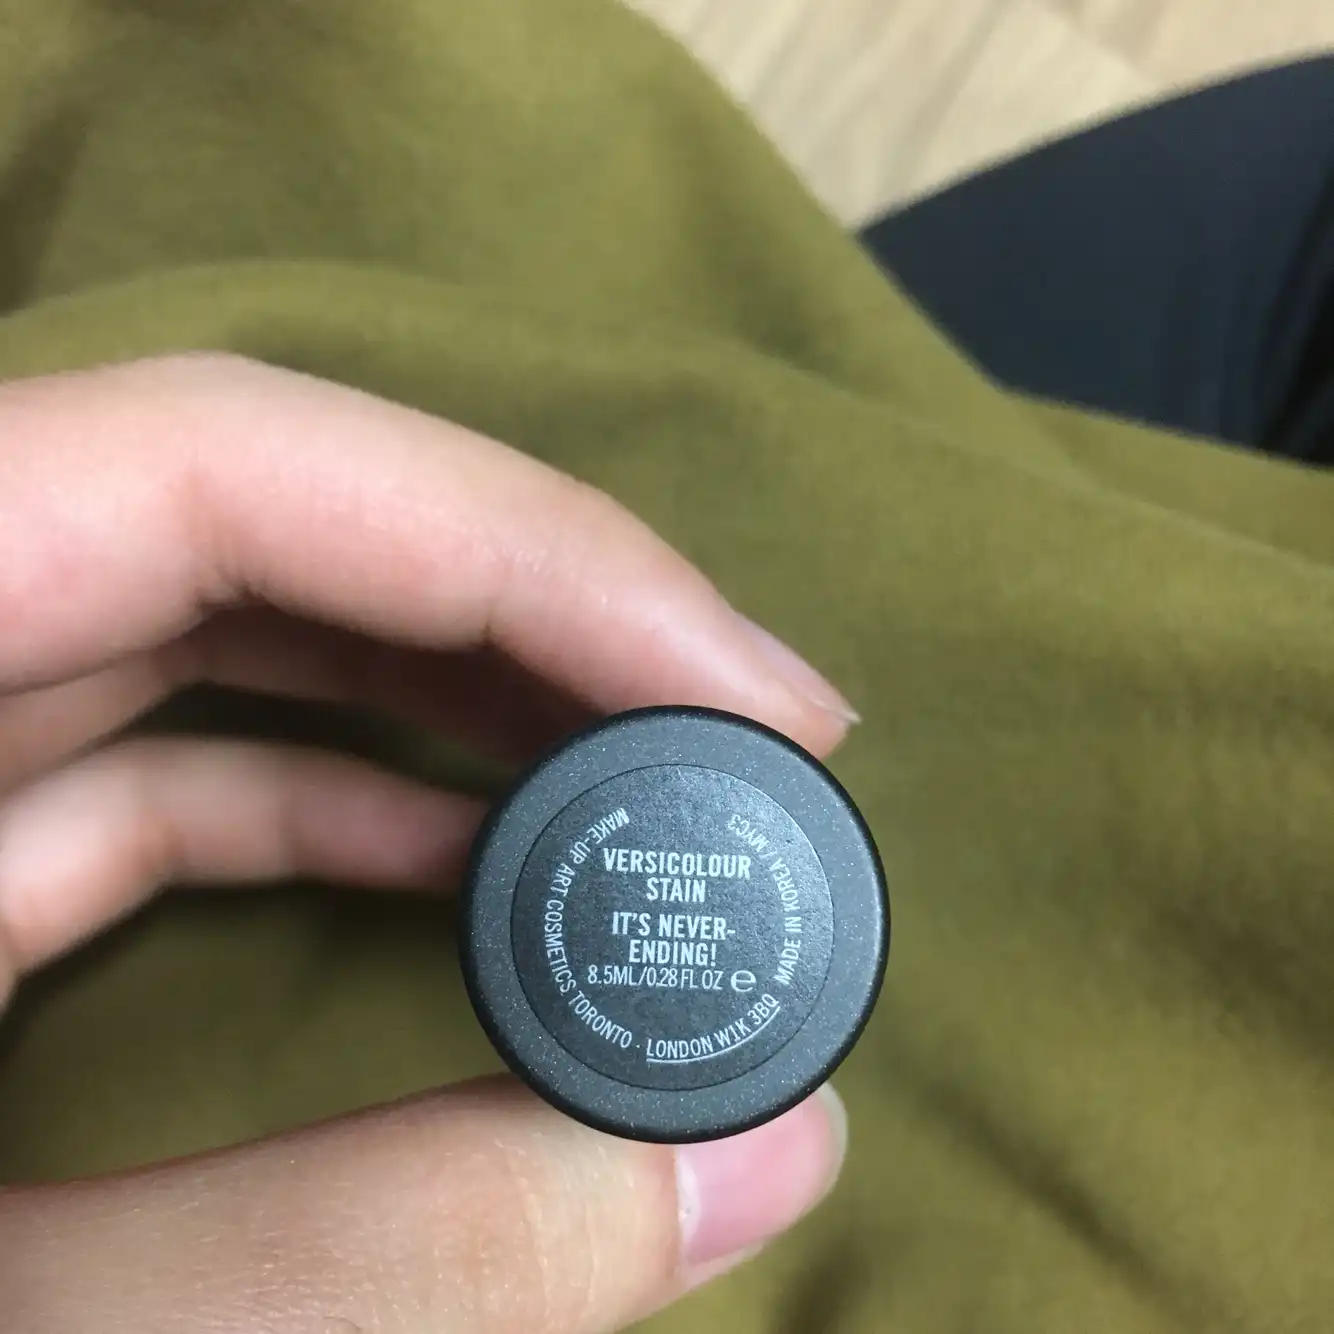 VERSICOLOUR
STAIN
IT'S NEVER-
ENDING!
8.5ML/0.28 FL OZ e
MAKE-UP ART COSMETICS TORONTO · LONDON W1K 3BQ MADE IN KOREA / MYC3